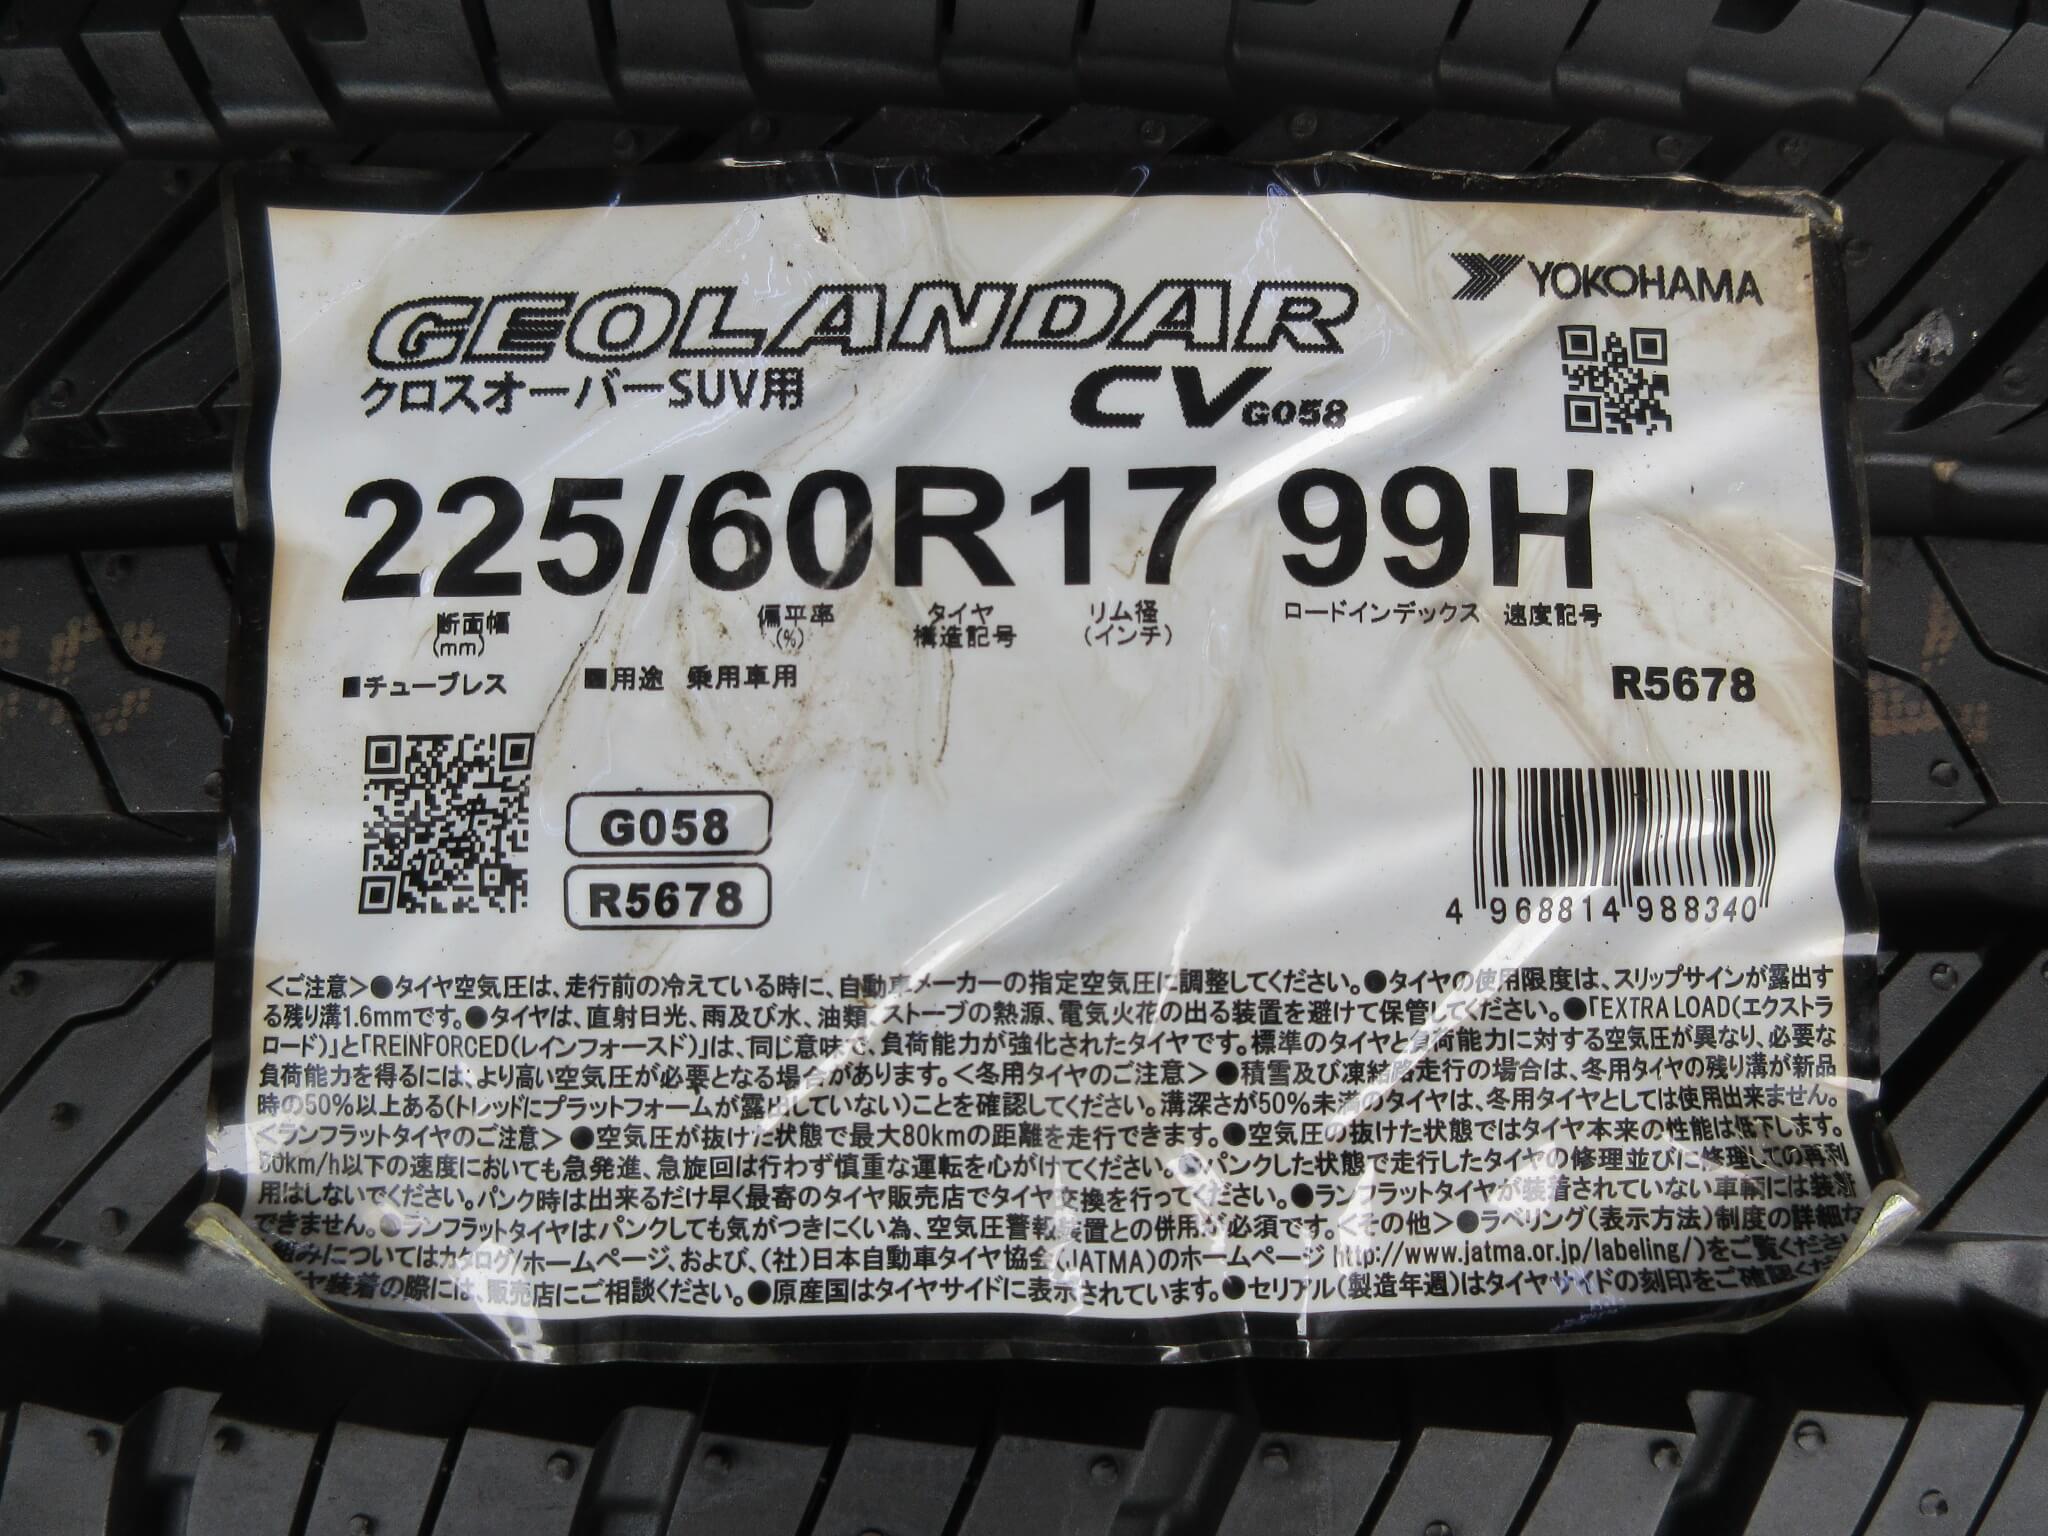 YOKOHAMA
GEOLANDAR
クロスオーバーSUV用
CV G058
225/60R17 99H
断面幅 偏平率 タイヤ リム径 ロードインデックス 速度記号
(mm) (%) 構造記号 (インチ)
■チューブレス ■用途 乗用車用
R5678
G058
R5678
4 968814 988340
<ご注意>●タイヤ空気圧は、走行前の冷えている時に、自動車メーカーの指定空気圧に調整してください。●タイヤの使用限度は、スリップサインが露出す
る残り溝1.6mmです。●タイヤは、直射日光、雨及び水、油類、ストーブの熱源、電気火花の出る装置を避けて保管してください。●「EXTRA LOAD(エクストラ
ロード)」と「REINFORCED(レインフォースド)」は、同じ意味で、負荷能力が強化されたタイヤです。標準のタイヤと負荷能力に対する空気圧が異なり、必要な
負荷能力を得るには、より高い空気圧が必要となる場合があります。<冬用タイヤのご注意>●積雪及び凍結路走行の場合は、冬用タイヤの残り溝が新品
時の50%以上ある(トレッドにプラットフォームが露出していない)ことを確認してください。溝深さが50%未満のタイヤは、冬用タイヤとしては使用出来ません。
<ランフラットタイヤのご注意>●空気圧が抜けた状態で最大80kmの距離を走行できます。●空気圧の抜けた状態ではタイヤ本来の性能は低下します。
80km/h以下の速度においても急発進、急旋回は行わず慎重な運転を心がけてください。●パンクした状態で走行したタイヤの修理並びに修理しての再利
用はしないでください。パンク時は出来るだけ早く最寄のタイヤ販売店でタイヤ交換を行ってください。●ランフラットタイヤが装着されていない車輌には装着
できません。●ランフラットタイヤはパンクしても気がつきにくい為、空気圧警報装置との併用が必須です。<その他>●ラベリング(表示方法)制度の詳細な
組みについてはカタログ/ホームページ、および、(社)日本自動車タイヤ協会(JATMA)のホームページ http://www.jatma.or.jp/labeling/)をご覧くださ
イヤ装着の際には、販売店にご相談ください。●原産国はタイヤサイドに表示されています。●セリアル(製造年週)はタイヤサイドの刻印をご確認くだ